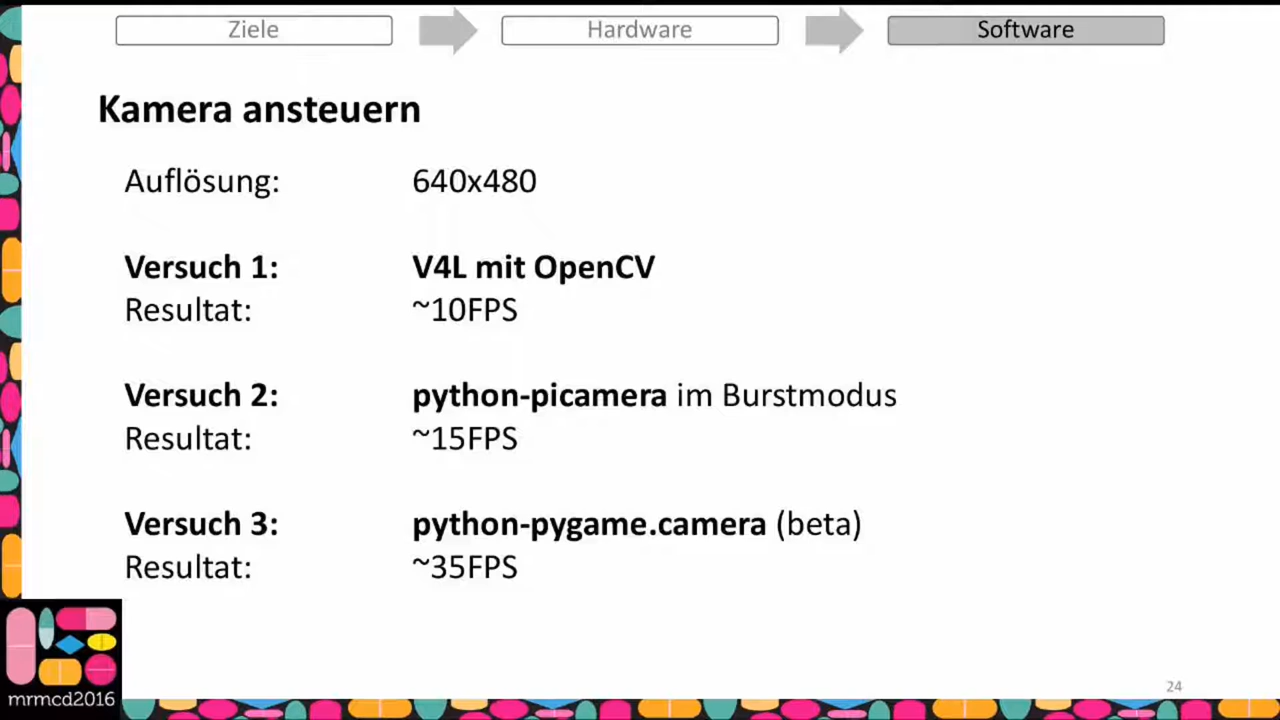 Ziele
Hardware
Software
Kamera ansteuern
Auflösung: 640x480
Versuch 1: V4L mit OpenCV
Resultat: ~10FPS
Versuch 2: python-picamera im Burstmodus
Resultat: ~15FPS
Versuch 3: python-pygame.camera (beta)
Resultat: ~35FPS
mrmcd2016
24